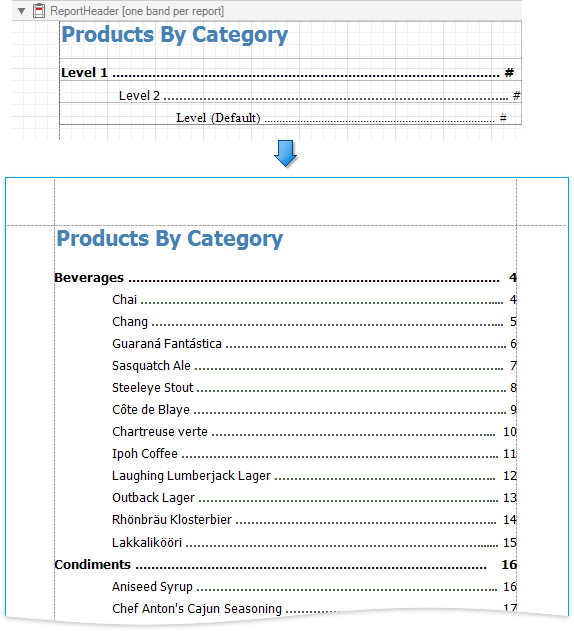 ReportHeader [one band per report]
Products By Category
Level 1 ........................................................................................ #
Level 2 ........................................................................................ #
Level (Default) ........................................................................................ #
Products By Category
Beverages ........................................................................................ 4
Chai ........................................................................................ 4
Chang ........................................................................................ 5
Guaraná Fantástica ........................................................................................ 6
Sasquatch Ale ........................................................................................ 7
Steeleye Stout ........................................................................................ 8
Côte de Blaye ........................................................................................ 9
Chartreuse verte ........................................................................................ 10
Ipoh Coffee ........................................................................................ 11
Laughing Lumberjack Lager ........................................................................................ 12
Outback Lager ........................................................................................ 13
Rhönbräu Klosterbier ........................................................................................ 14
Lakkalikööri ........................................................................................ 15
Condiments ........................................................................................ 16
Aniseed Syrup ........................................................................................ 16
Chef Anton's Cajun Seasoning ........................................................................................ 17